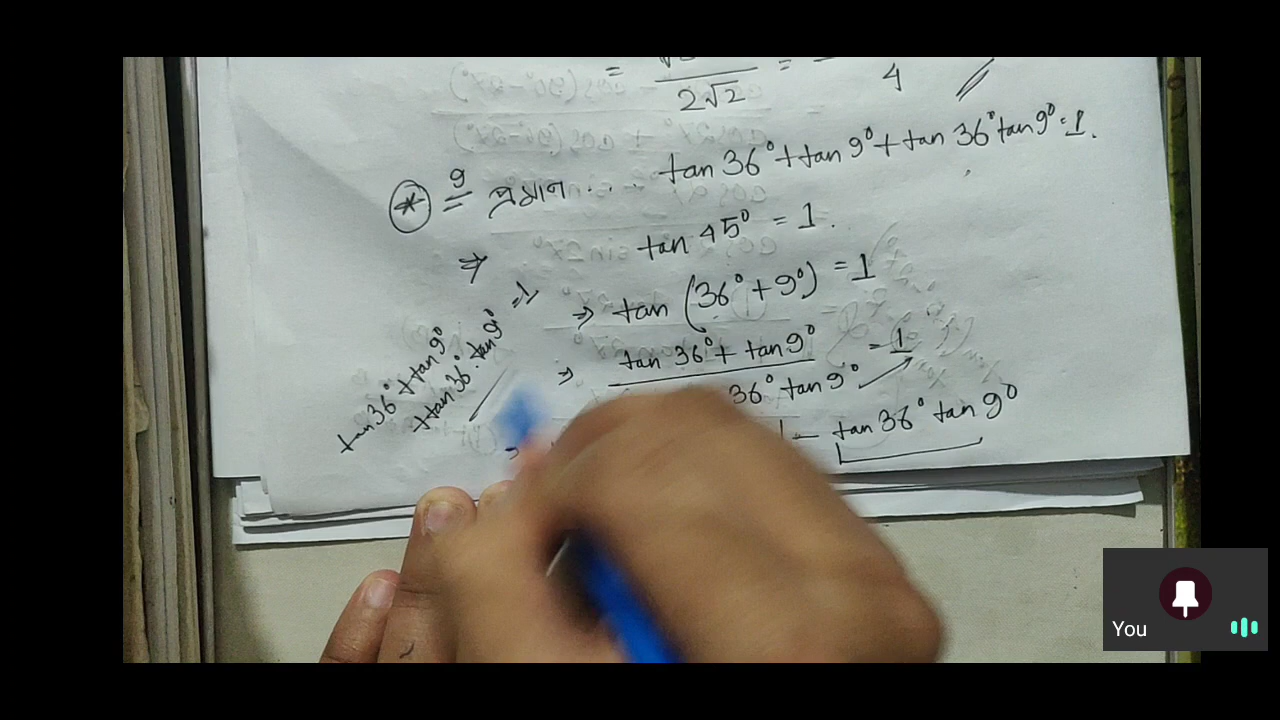 = 2√2 = 4
* 9 প্রমাণ... tan 36° + tan 9° + tan 36° tan 9° = 1.
⇒ tan 45° = 1.
⇒ tan (36° + 9°) = 1
⇒ tan 36° + tan 9° / 36° tan 9° = 1
⇒ 1 - tan 36° tan 9°
tan 36° + tan 9°
+ tan 36° . tan 9° = 1
You